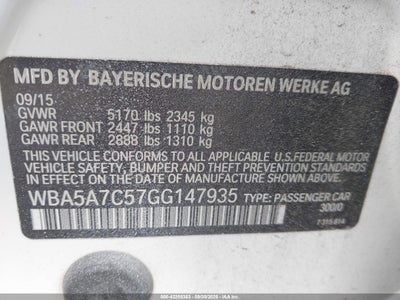 MFD BY BAYERISCHE MOTOREN WERKE AG
09/15
GVWR 5170 lbs 2345 kg
GAWR FRONT 2447 lbs 1110 kg
GAWR REAR 2888 lbs 1310 kg
THIS VEHICLE CONFORMS TO ALL APPLICABLE U.S.FEDERAL MOTOR
VEHICLE SAFETY, BUMPER AND THEFT PREVENTION STANDARDS IN
EFFECT ON THE DATE OF MANUFACTURE SHOWN ABOVE.
WBA5A7C57GG147935 TYPE: PASSENGER CAR
300/0